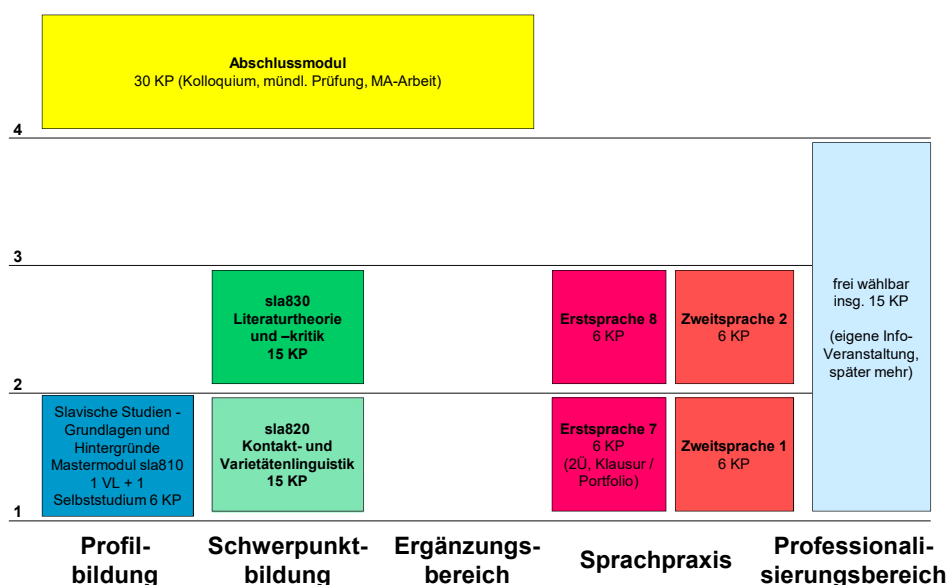 Abschlussmodul
30 KP (Kolloquium, mündl. Prüfung, MA-Arbeit)
4
3
sla830
Literaturtheorie
und –kritik
15 KP
Erstsprache 8
6 KP
Zweitsprache 2
6 KP
frei wählbar
insg. 15 KP
(eigene Info-
Veranstaltung,
später mehr)
2
Slavische Studien -
Grundlagen und
Hintergründe
Mastermodul sla810
1 VL + 1
Selbststudium 6 KP
sla820
Kontakt- und
Varietätenlinguistik
15 KP
Erstsprache 7
6 KP
(2Ü, Klausur /
Portfolio)
Zweitsprache 1
6 KP
1
Profil-
bildung
Schwerpunkt-
bildung
Ergänzungs-
bereich
Sprachpraxis
Professionali-
sierungsbereich